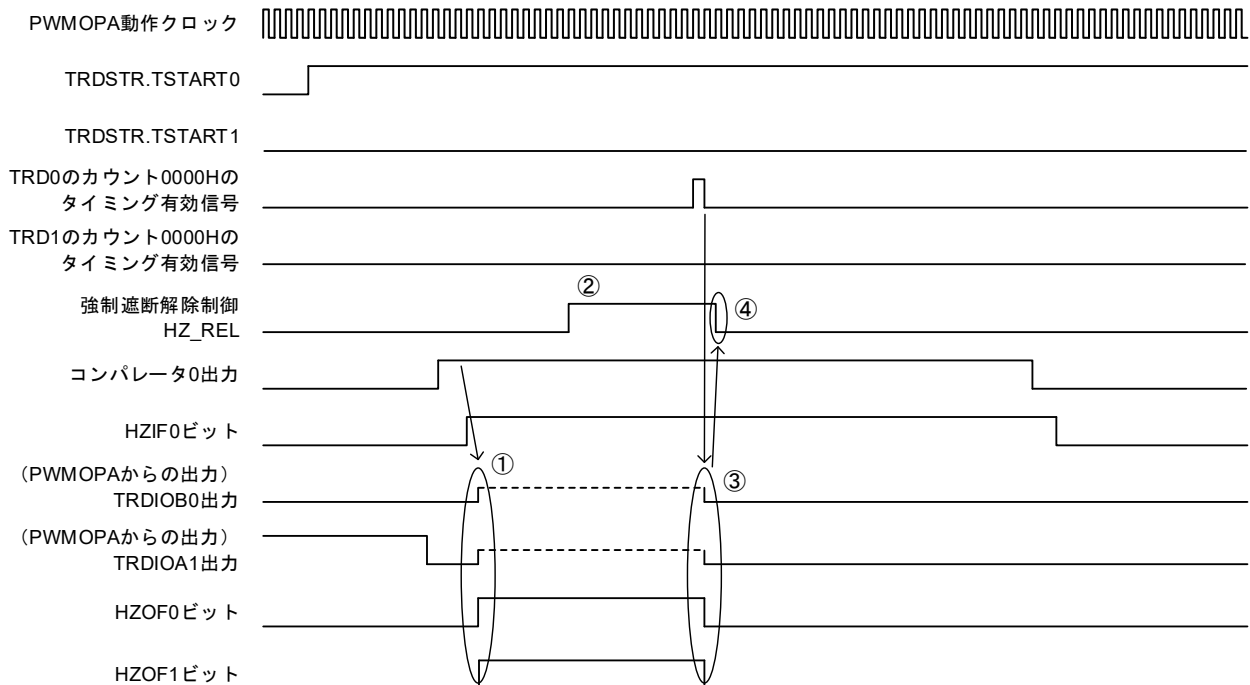 PWMOPA動作クロック
TRDSTR.TSTART0
TRDSTR.TSTART1
TRD0のカウント0000Hの
タイミング有効信号
TRD1のカウント0000Hの
タイミング有効信号
強制遮断解除制御
HZ_REL
②
④
コンパレータ0出力
HZIF0ビット
(PWMOPAからの出力)
TRDIOB0出力
①
③
(PWMOPAからの出力)
TRDIOA1出力
HZOF0ビット
HZOF1ビット